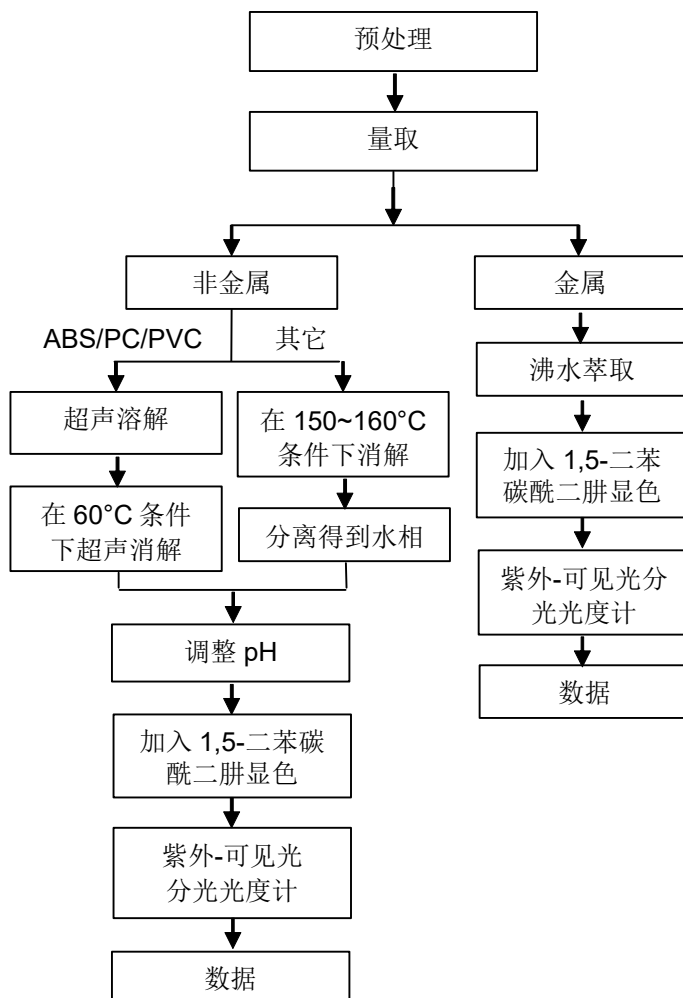 预处理
量取
非金属
金属
ABS/PC/PVC
其它
超声溶解
在 60°C 条件
下超声消解
在 150~160°C
条件下消解
分离得到水相
调整 pH
加入 1,5-二苯碳
酰二肼显色
紫外-可见光
分光光度计
数据
沸水萃取
加入 1,5-二苯
碳酰二肼显色
紫外-可见光分
光光度计
数据